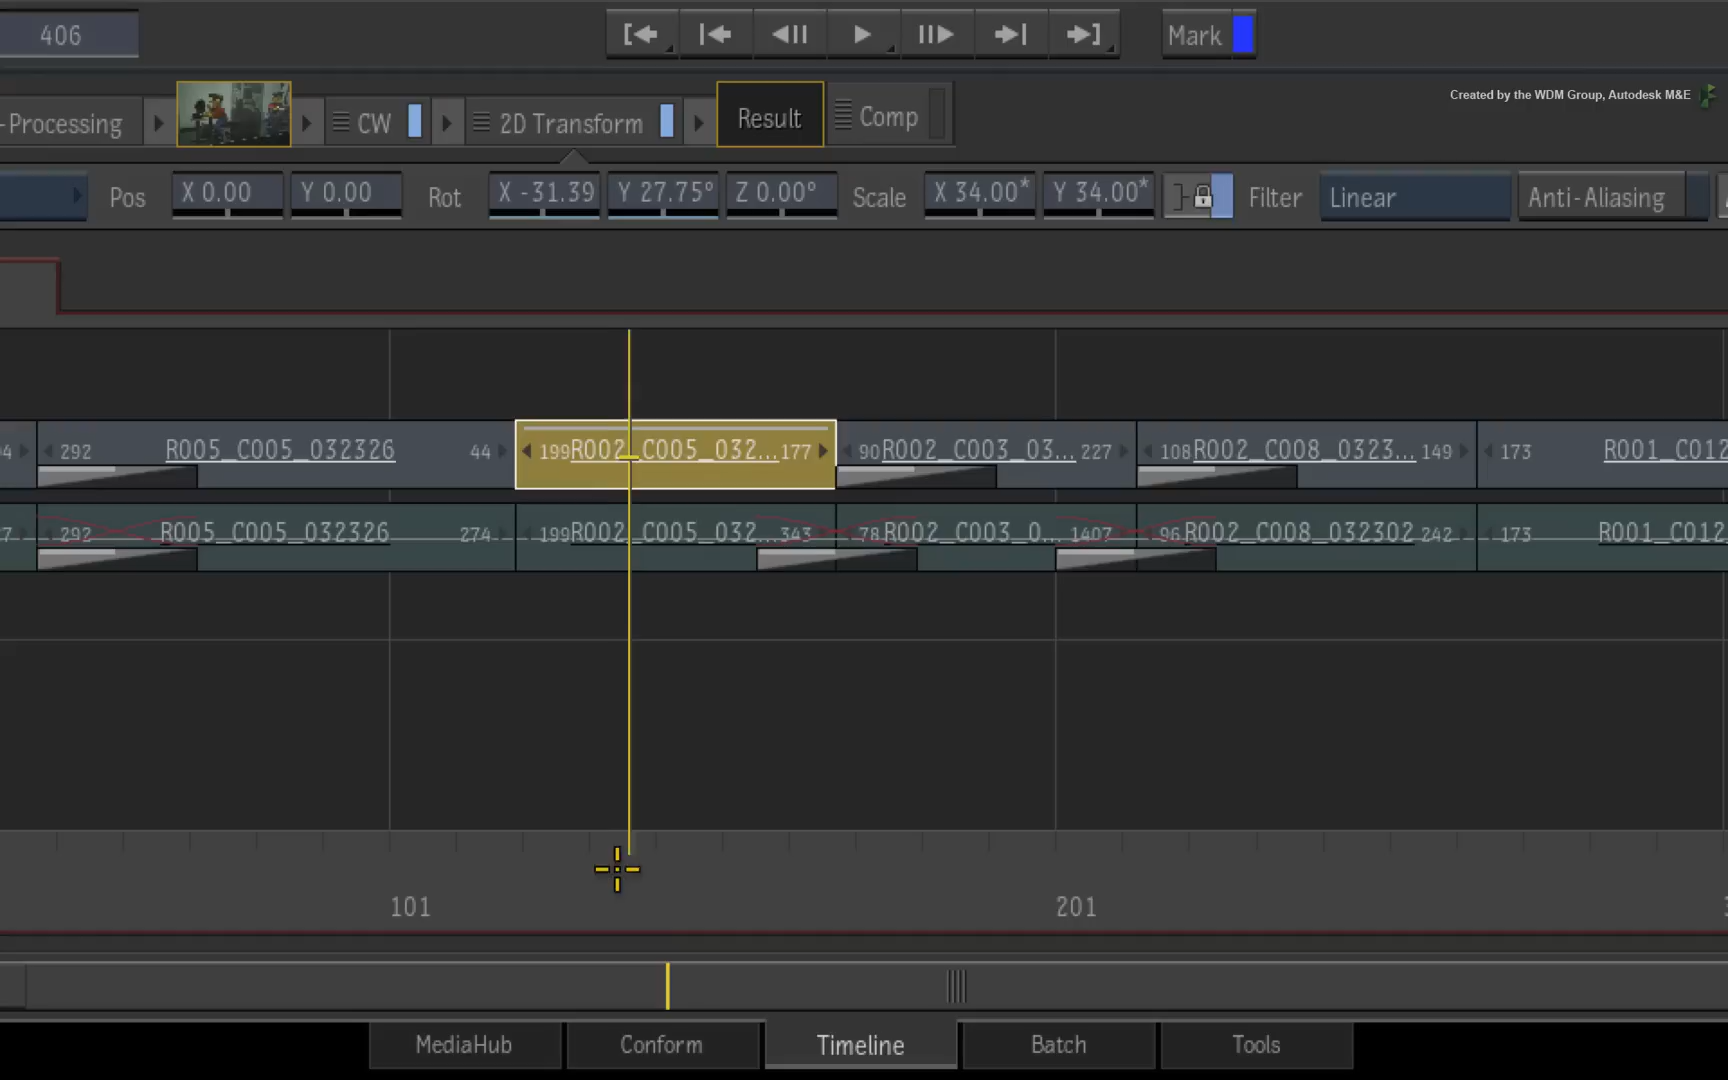 406
Mark
Created by the WDM Group, Autodesk M&E
-Processing
CW
2D Transform
Result
Comp
Pos
X 0.00
Y 0.00
Rot
X -31.39
Y 27.75°
Z 0.00°
Scale
X 34.00*
Y 34.00*
Filter
Linear
Anti-Aliasing
292 R005_C005_032326 44
199 R002_C005_032... 177
90 R002_C003_03... 227
108 R002_C008_0323... 149
173 R001_C012
292 R005_C005_032326 274
199 R002_C005_032 ...343
78 R002_C003_0... 1407
96 R002_C008_032302 242
173 R001_C012
101
201
MediaHub
Conform
Timeline
Batch
Tools